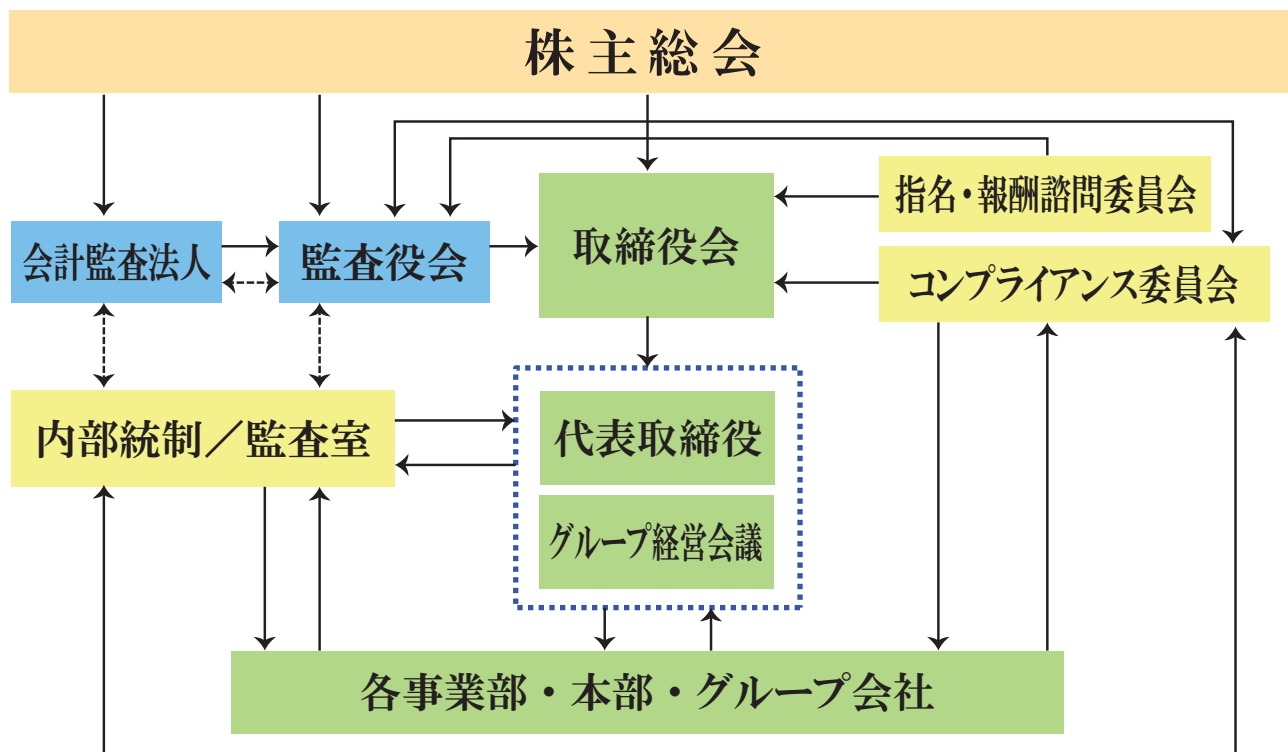 株主総会
指名・報酬諮問委員会
会計監査法人
監査役会
取締役会
コンプライアンス委員会
内部統制／監査室
代表取締役
グループ経営会議
各事業部・本部・グループ会社